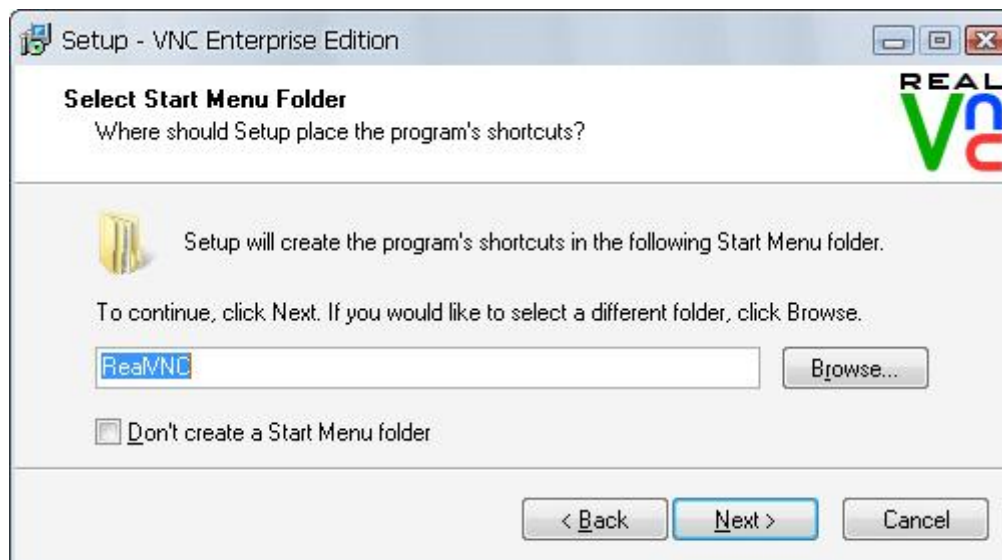 Setup - VNC Enterprise Edition
Select Start Menu Folder
Where should Setup place the program's shortcuts?
REAL
VNC
Setup will create the program's shortcuts in the following Start Menu folder.
To continue, click Next. If you would like to select a different folder, click Browse.
RealVNC
Browse...
Don't create a Start Menu folder
< Back
Next >
Cancel